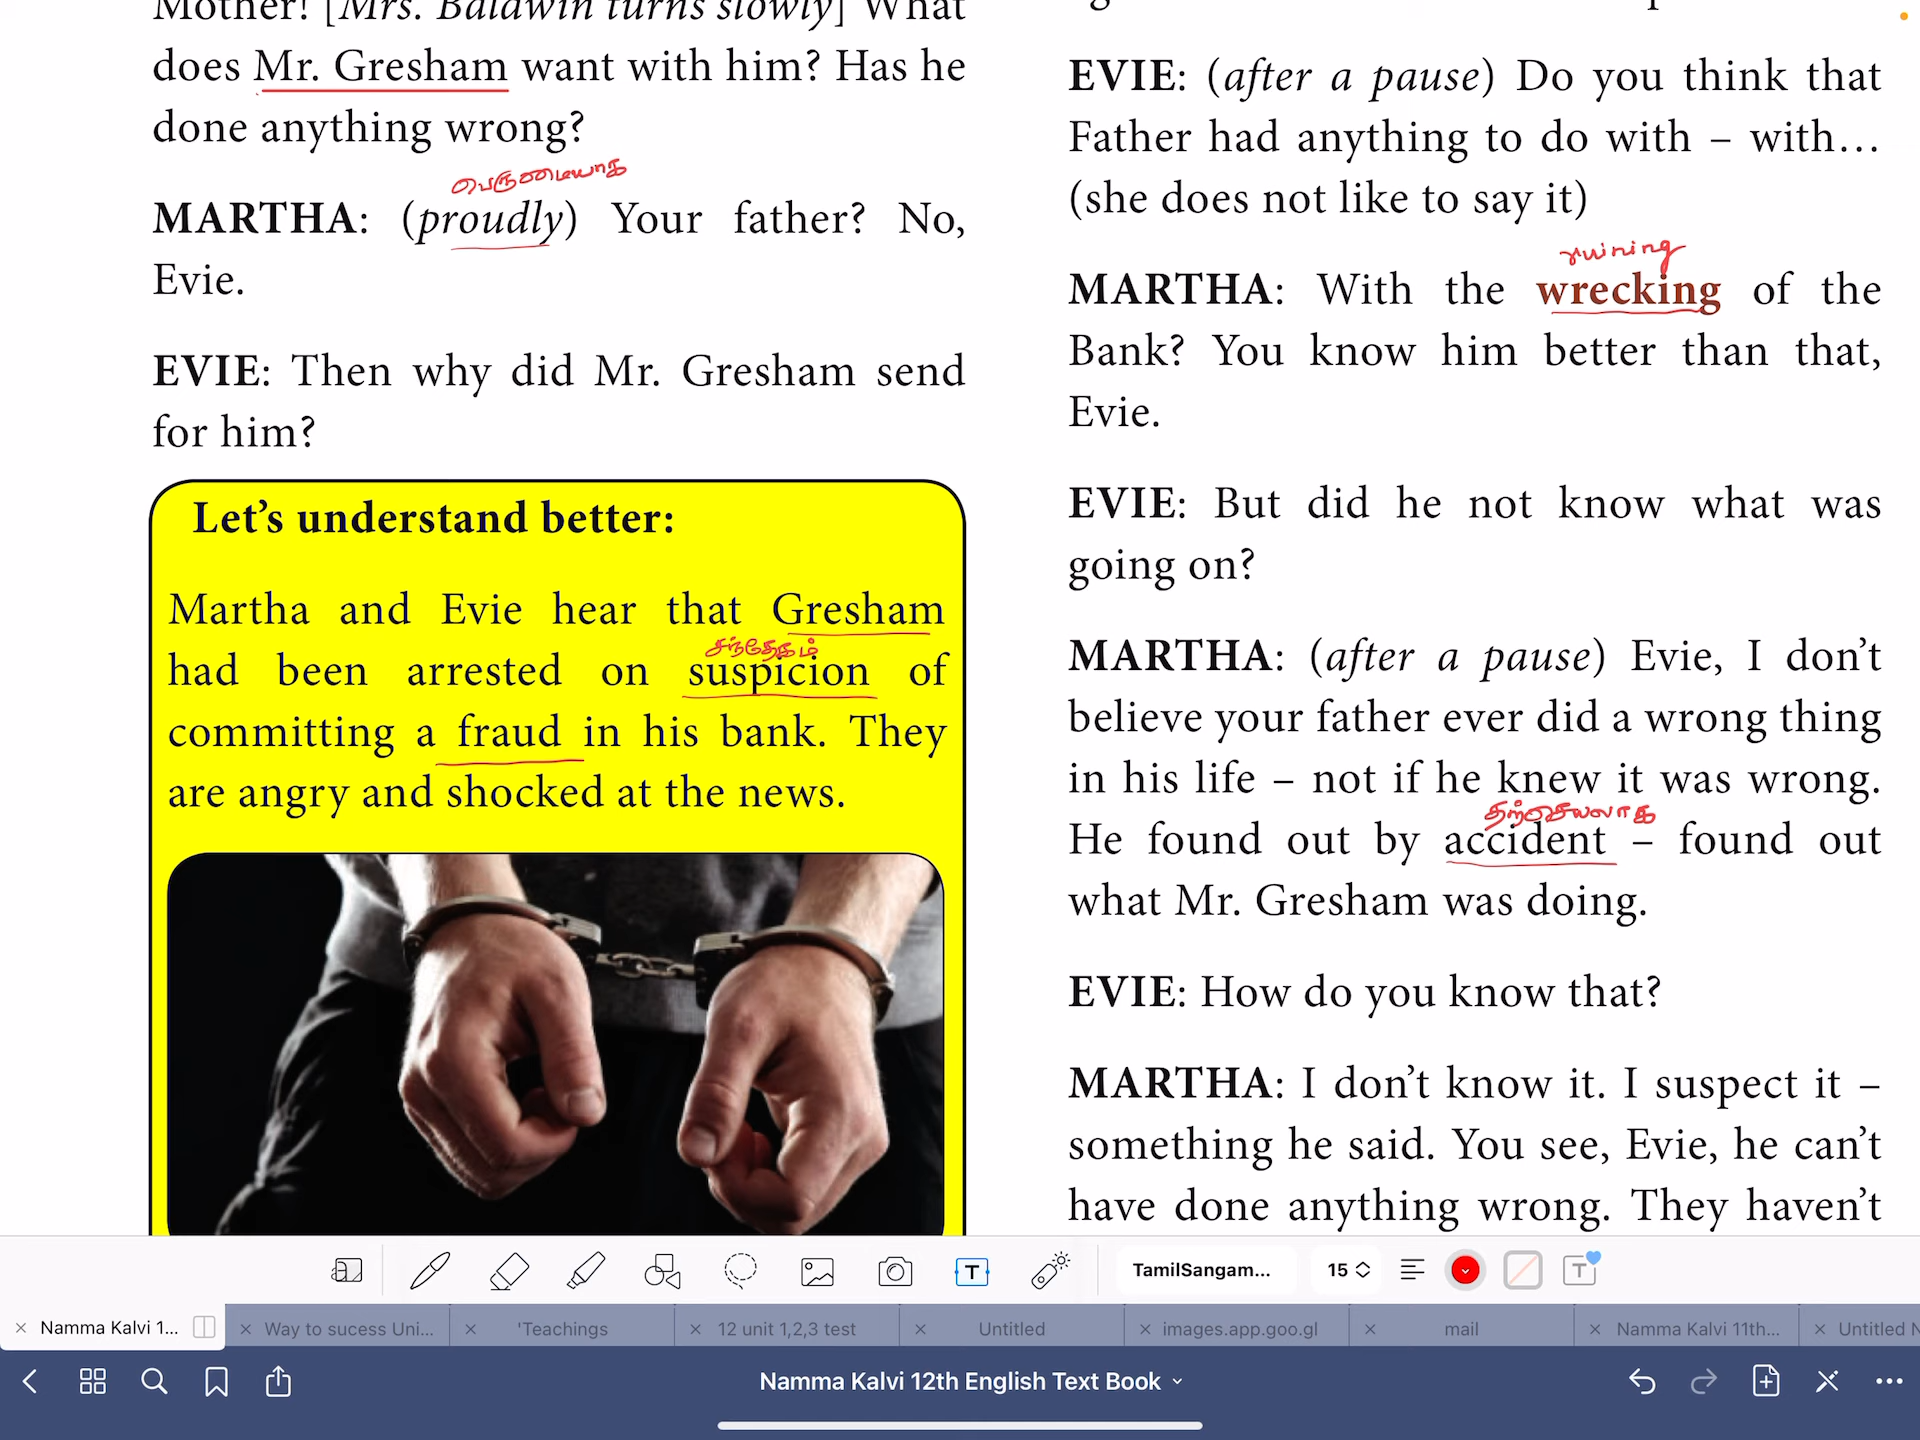 Mother! [Mrs. Baldwin turns slowly] What
does Mr. Gresham want with him? Has he
done anything wrong?
பெருமையாக
MARTHA: (proudly) Your father? No,
Evie.
EVIE: Then why did Mr. Gresham send
for him?
Let's understand better:
Martha and Evie hear that Gresham
சந்தேகம்
had been arrested on suspicion of
committing a fraud in his bank. They
are angry and shocked at the news.
EVIE: (after a pause) Do you think that
Father had anything to do with – with...
(she does not like to say it)
ruining
MARTHA: With the wrecking of the
Bank? You know him better than that,
Evie.
EVIE: But did he not know what was
going on?
MARTHA: (after a pause) Evie, I don't
believe your father ever did a wrong thing
in his life – not if he knew it was wrong.
தற்செயலாக
He found out by accident – found out
what Mr. Gresham was doing.
EVIE: How do you know that?
MARTHA: I don't know it. I suspect it –
something he said. You see, Evie, he can't
have done anything wrong. They haven't
TamilSangam... 15
Namma Kalvi 1... Way to sucess Uni... 'Teachings 12 unit 1,2,3 test Untitled images.app.goo.gl mail Namma Kalvi 11th... Untitled N
Namma Kalvi 12th English Text Book